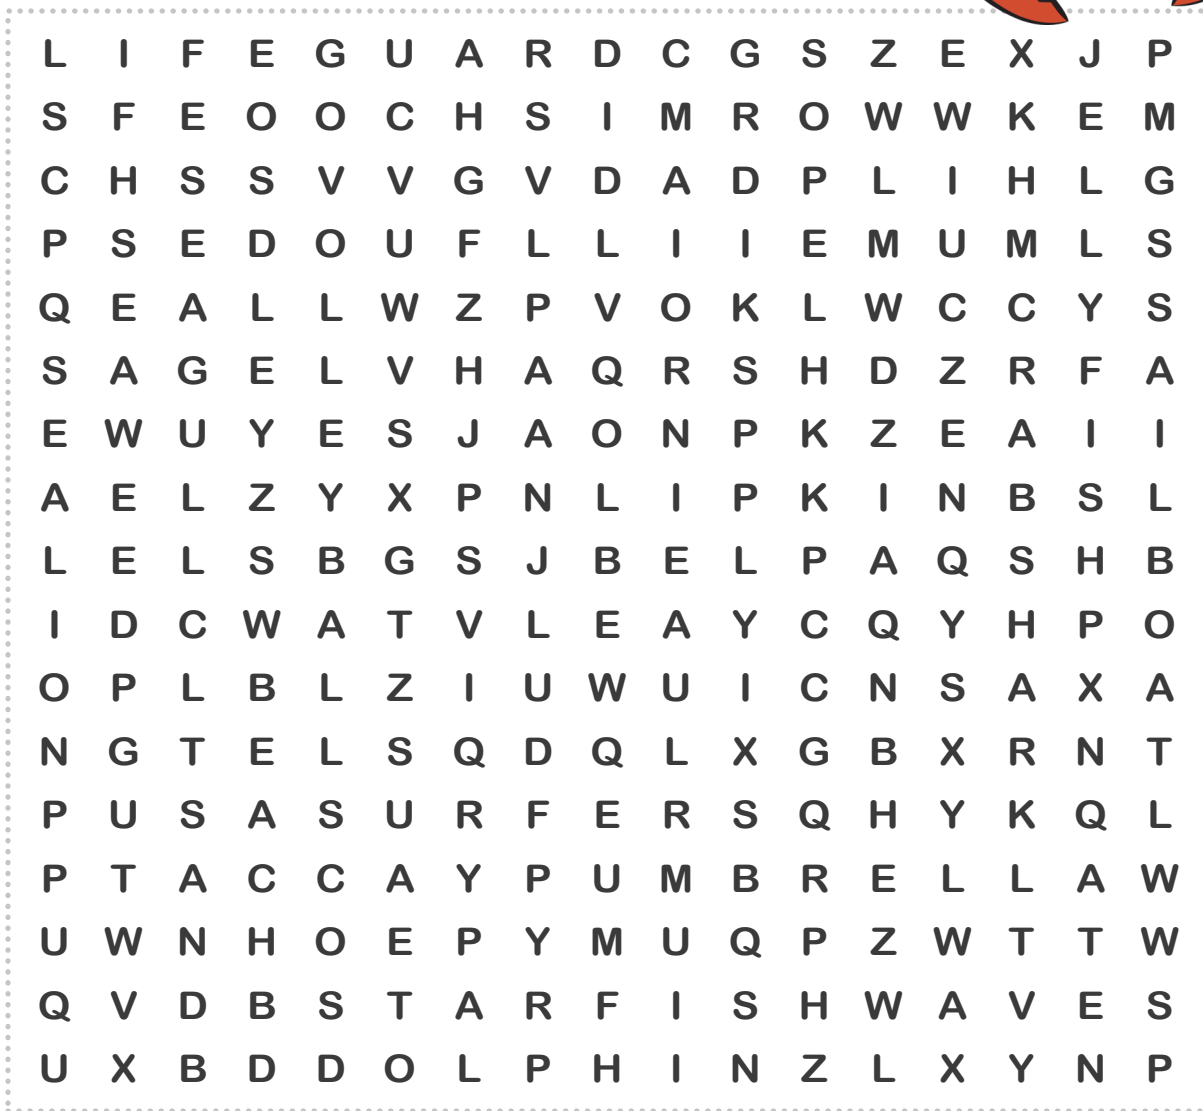 L I F E G U A R D C G S Z E X J P
S F E O O C H S I M R O W W K E M
C H S S V V G V D A D P L I H L G
P S E D O U F L L I I E M U M L S
Q E A L L W Z P V O K L W C C Y S
S A G E L V H A Q R S H D Z R F A
E W U Y E S J A O N P K Z E A I I
A E L Z Y X P N L I P K I N B S L
L E L S B G S J B E L P A Q S H B
I D C W A T V L E A Y C Q Y H P O
O P L B L Z I U W U I C N S A X A
N G T E L S Q D Q L X G B X R N T
P U S A S U R F E R S Q H Y K Q L
P T A C C A Y P U M B R E L L A W
U W N H O E P Y M U Q P Z W T T W
Q V D B S T A R F I S H W A V E S
U X B D D O L P H I N Z L X Y N P